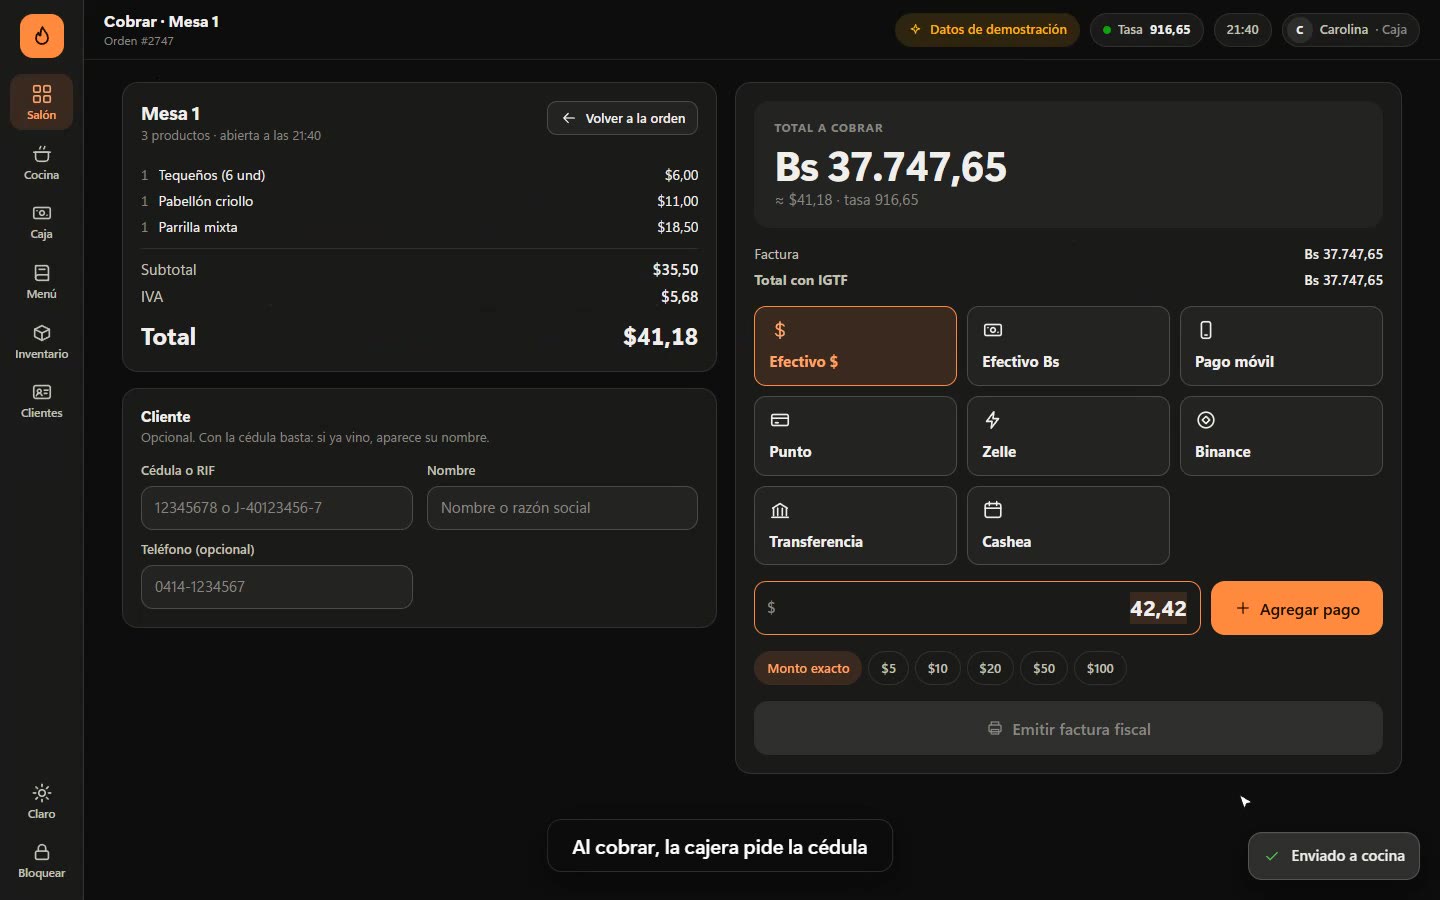 Cobrar · Mesa 1
Orden #2747
Datos de demostración
Tasa 916,65
21:40
C Carolina · Caja
Salón
Cocina
Caja
Menú
Inventario
Clientes
Claro
Bloquear
Mesa 1
3 productos · abierta a las 21:40
Volver a la orden
1 Tequeños (6 und) $6,00
1 Pabellón criollo $11,00
1 Parrilla mixta $18,50
Subtotal $35,50
IVA $5,68
Total $41,18
Cliente
Opcional. Con la cédula basta: si ya vino, aparece su nombre.
Cédula o RIF
12345678 o J-40123456-7
Nombre
Nombre o razón social
Teléfono (opcional)
0414-1234567
TOTAL A COBRAR
Bs 37.747,65
≈ $41,18 · tasa 916,65
Factura Bs 37.747,65
Total con IGTF Bs 37.747,65
Efectivo $
Efectivo Bs
Pago móvil
Punto
Zelle
Binance
Transferencia
Cashea
$ 42,42
Agregar pago
Monto exacto $5 $10 $20 $50 $100
Emitir factura fiscal
Al cobrar, la cajera pide la cédula
Enviado a cocina